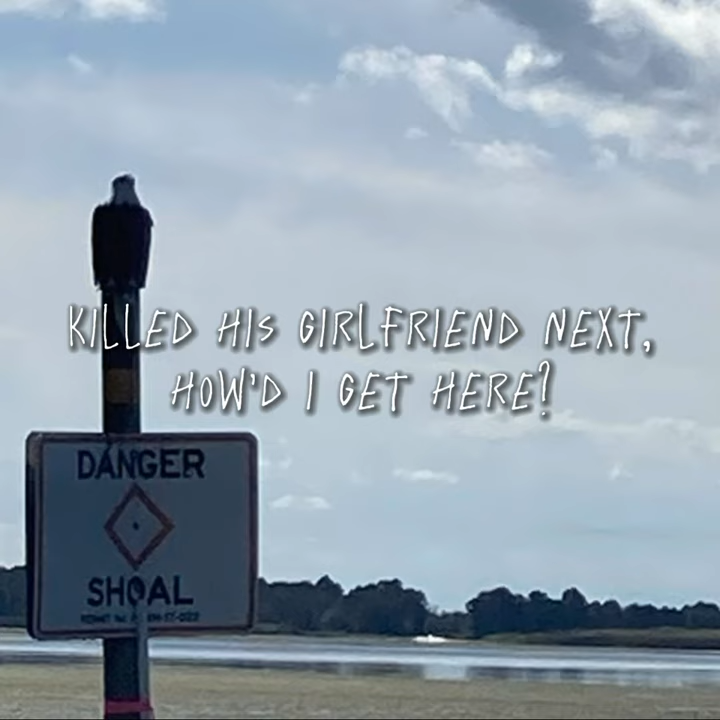 KILLED HIS GIRLFRIEND NEXT,
HOW'D I GET HERE?
DANGER
SHOAL